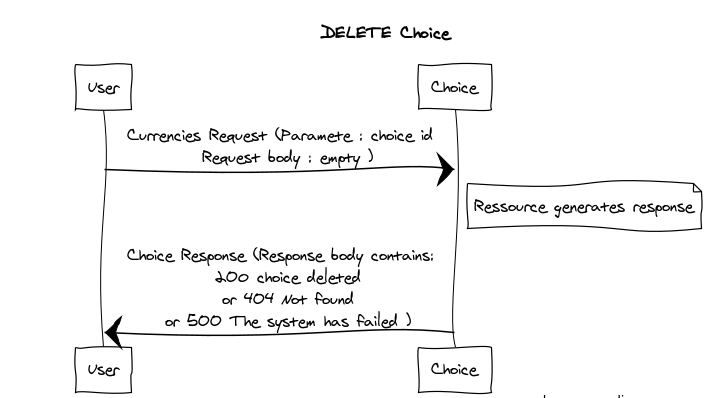 DELETE Choice
User
Choice
Currencies Request (Paramete : choice id
Request body : empty )
Ressource generates response
Choice Response (Response body contains:
200 choice deleted
or 404 Not found
or 500 The system has failed )
User
Choice